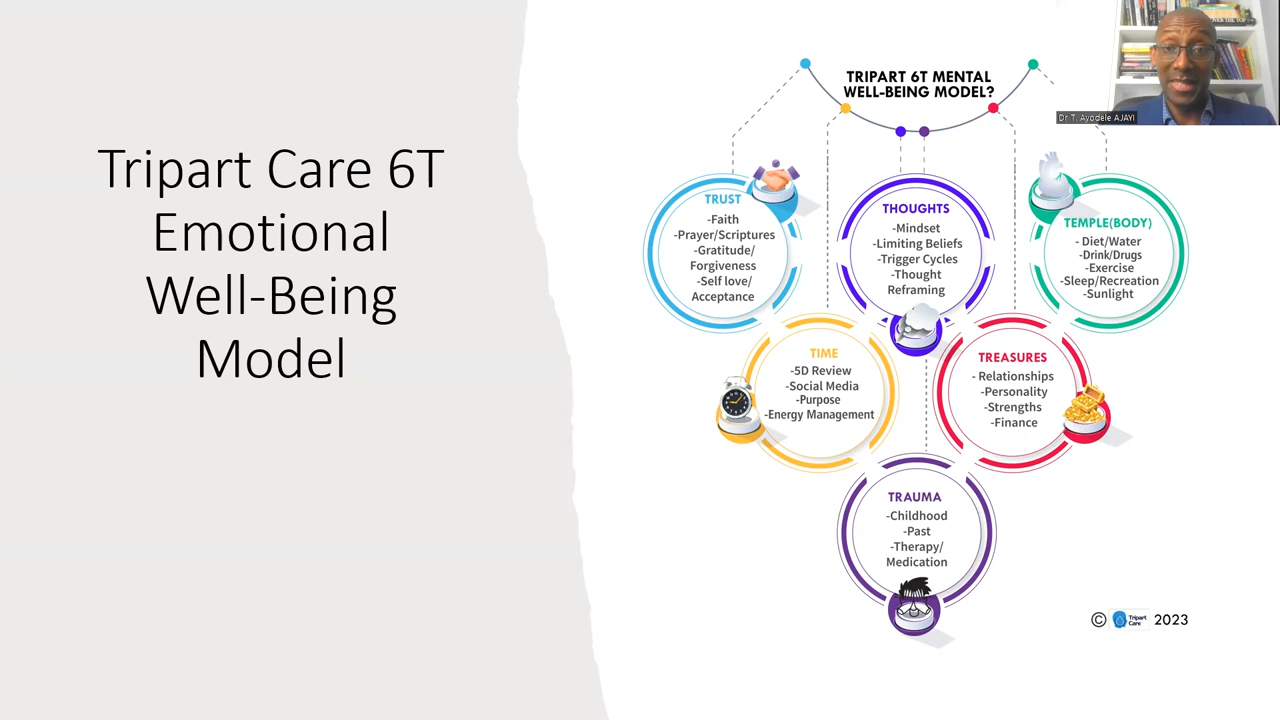 Tripart Care 6T
Emotional
Well-Being
Model
TRIPART 6T MENTAL
WELL-BEING MODEL?
Dr T. Ayodele AJAYI
TRUST
-Faith
-Prayer/Scriptures
-Gratitude/
Forgiveness
-Self love/
Acceptance
THOUGHTS
-Mindset
-Limiting Beliefs
-Trigger Cycles
-Thought
Reframing
TEMPLE(BODY)
- Diet/Water
-Drink/Drugs
-Exercise
-Sleep/Recreation
-Sunlight
TIME
-5D Review
-Social Media
-Purpose
-Energy Management
TREASURES
- Relationships
-Personality
-Strengths
-Finance
TRAUMA
-Childhood
-Past
-Therapy/
Medication
© Tripart Care 2023